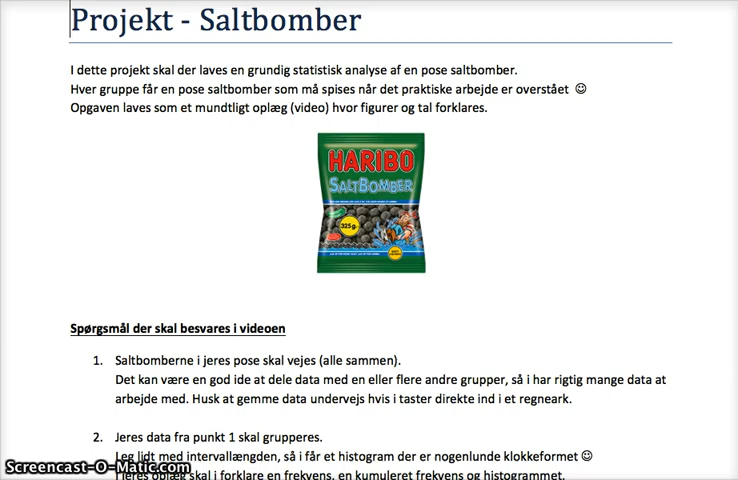 Projekt - Saltbomber
I dette projekt skal der laves en grundig statistisk analyse af en pose saltbomber.
Hver gruppe får en pose saltbomber som må spises når det praktiske arbejde er overstået ☺
Opgaven laves som et mundtligt oplæg (video) hvor figurer og tal forklares.
HARIBO
SALTBOMBER
325g.
Spørgsmål der skal besvares i videoen
1. Saltbomberne i jeres pose skal vejes (alle sammen).
Det kan være en god ide at dele data med en eller flere andre grupper, så i har rigtig mange data at
arbejde med. Husk at gemme data undervejs hvis i taster direkte ind i et regneark.
2. Jeres data fra punkt 1 skal grupperes.
Leg lidt med intervallængden, så i får et histogram der er nogenlunde klokkeformet ☺
Screencast-O-Matic.com
I jeres oplæg skal i forklare en frekvens, en kumuleret frekvens og histogrammet.